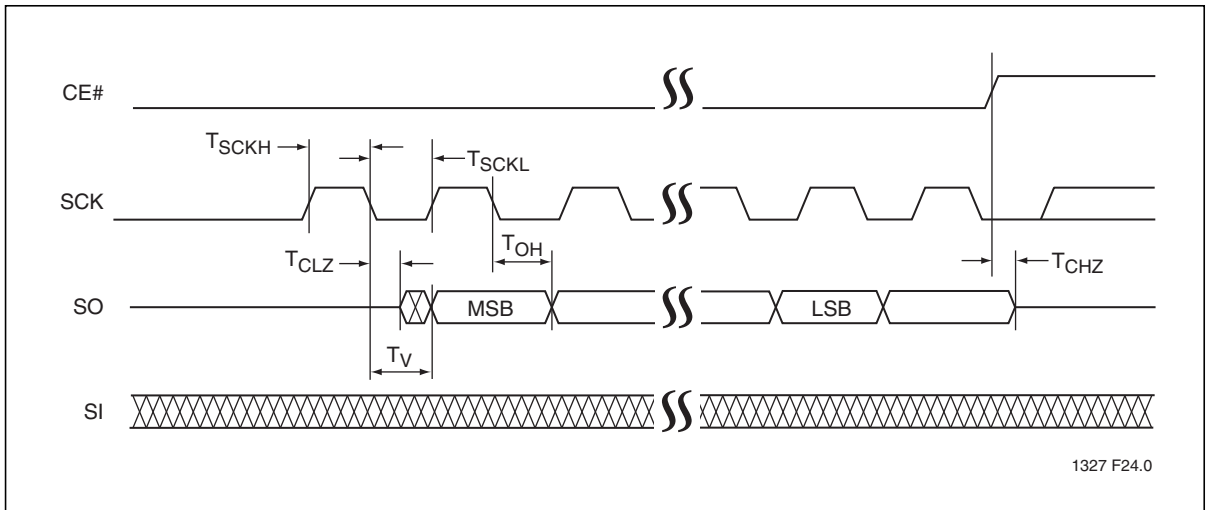 CE#
TSCKH
TSCKL
SCK
TOH
TCLZ
TCHZ
SO
MSB
LSB
TV
SI
1327 F24.0